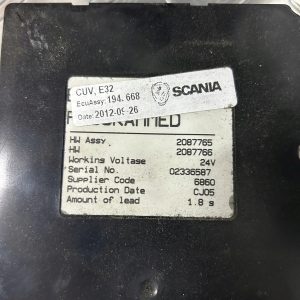 CUV, E32
EcuAssy: 194.668
Date: 2012-09-26
SCANIA
HW Assy 2087765
HW 2087766
Working Voltage 24V
Serial No. 02336587
Supplier Code 6860
Production Date CJ05
Amount of lead 1.8 g